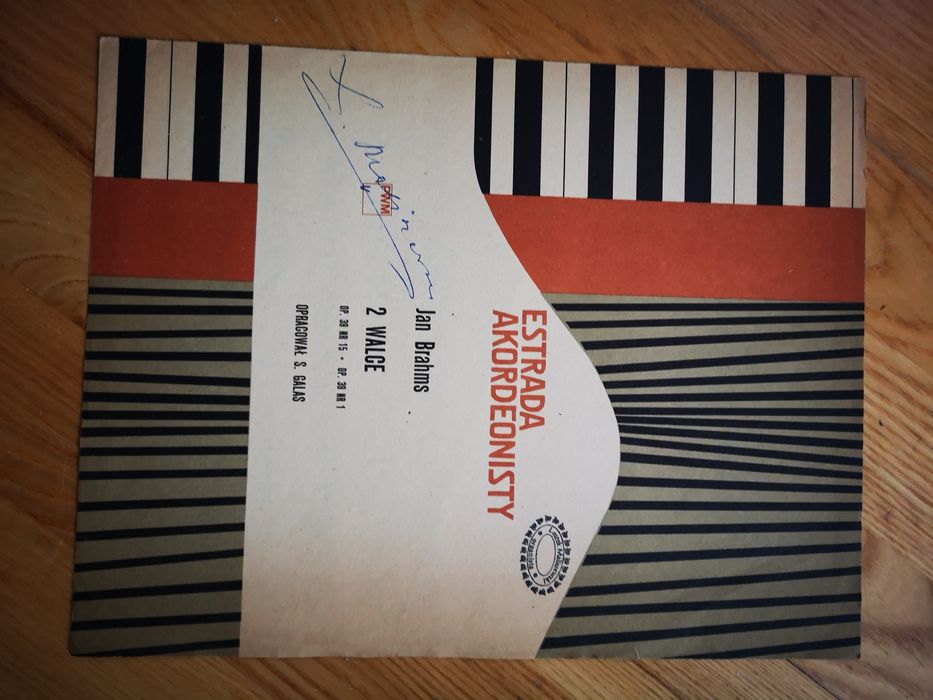 ESTRADA
AKORDEONISTY
Jan Brahms
2 WALCE
OP. 39 NR 15 • OP. 39 NR 1
OPRACOWAŁ S. GALAS
PWM